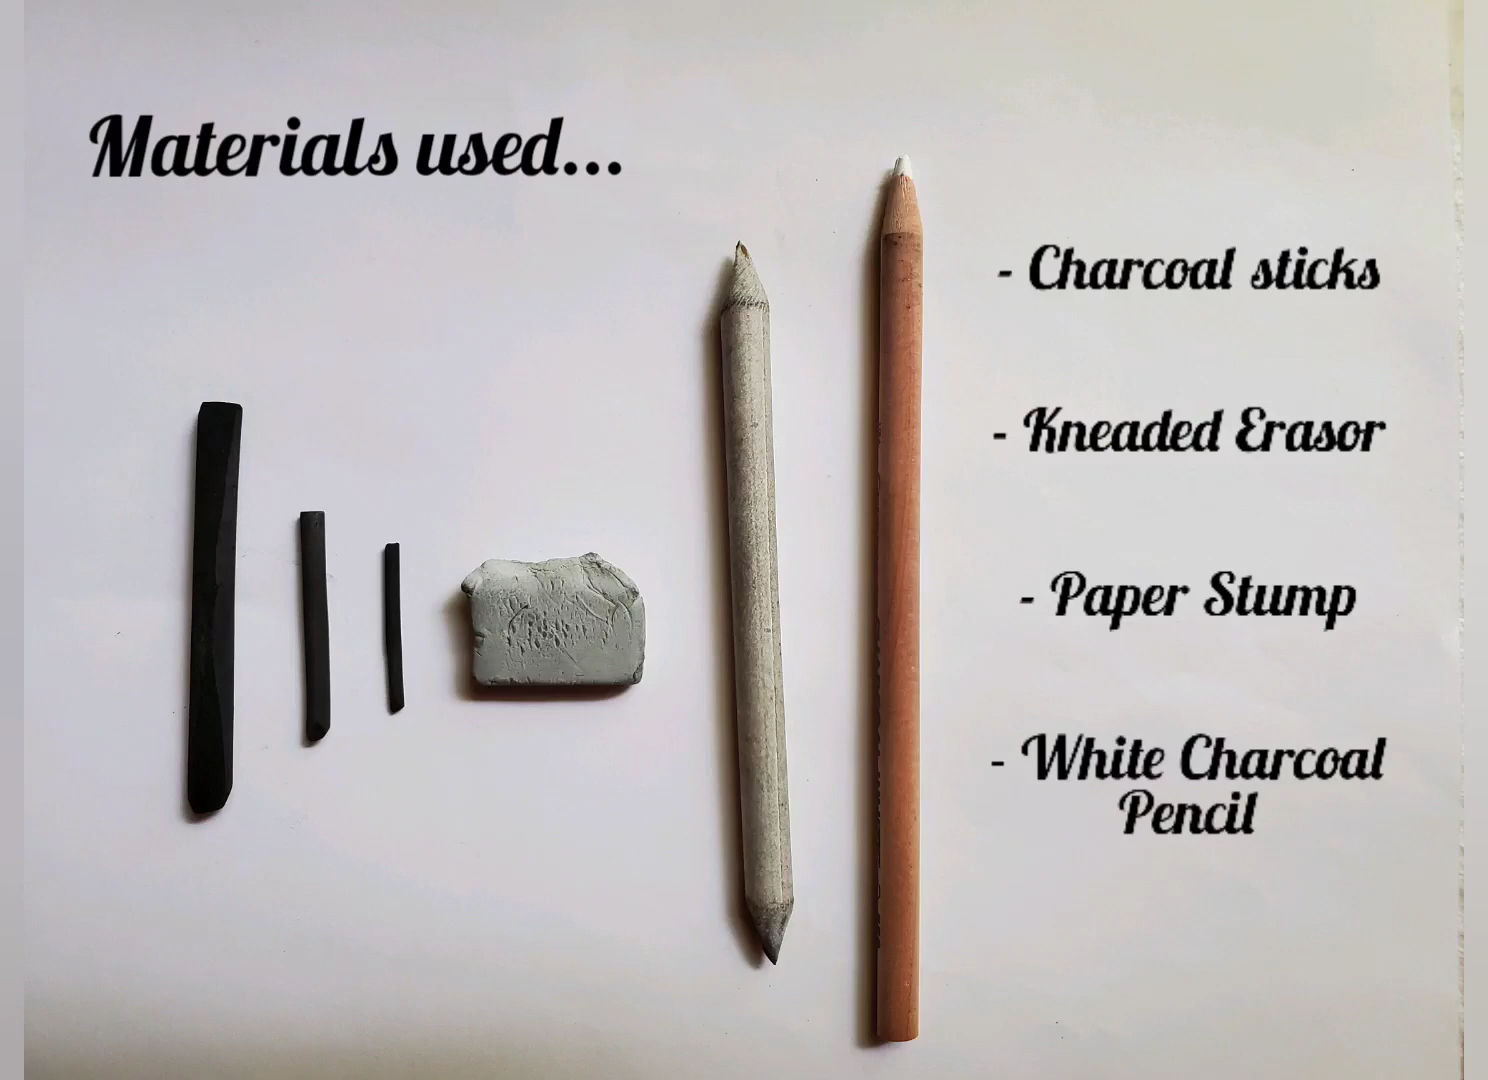 Materials used...
- Charcoal sticks
- Kneaded Erasor
- Paper Stump
- White Charcoal
Pencil